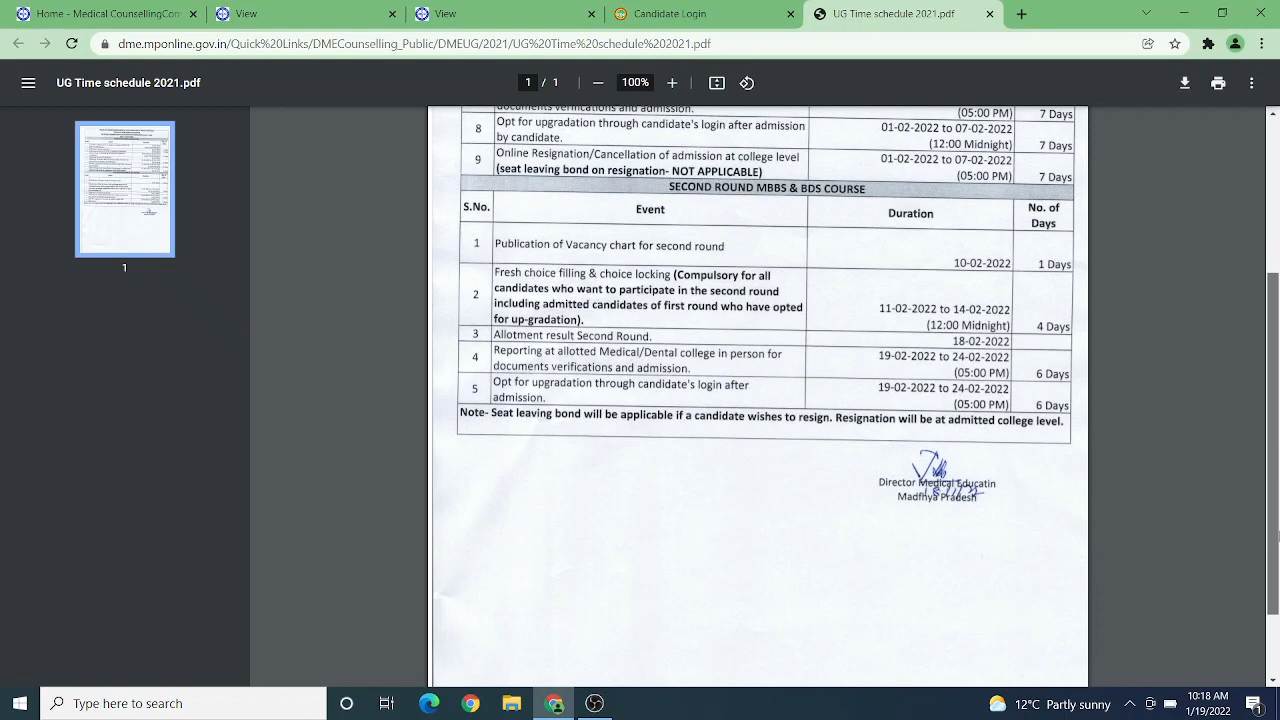 Home - Medical CounsellingCon
View
View
Candidate Login
UG Time schedule 2021.pdf
dme.mponline.gov.in/Quick%20Links/DMECounselling_Public/DMEUG/2021/UG%20Time%20schedule%202021.pdf
UG Time schedule 2021.pdf
1 / 1
100%
documents verifications and admission.
(05:00 PM)
7 Days
8
Opt for upgradation through candidate's login after admission
by candidate.
01-02-2022 to 07-02-2022
(12:00 Midnight)
7 Days
9
Online Resignation/Cancellation of admission at college level
(seat leaving bond on resignation- NOT APPLICABLE)
01-02-2022 to 07-02-2022
(05:00 PM)
7 Days
SECOND ROUND MBBS & BDS COURSE
S.No.
Event
Duration
No. of
Days
1
Publication of Vacancy chart for second round
10-02-2022
1 Days
2
Fresh choice filling & choice locking (Compulsory for all
candidates who want to participate in the second round
including admitted candidates of first round who have opted
for up-gradation).
11-02-2022 to 14-02-2022
(12:00 Midnight)
4 Days
3
Allotment result Second Round.
18-02-2022
4
Reporting at allotted Medical/Dental college in person for
documents verifications and admission.
19-02-2022 to 24-02-2022
(05:00 PM)
6 Days
5
Opt for upgradation through candidate's login after
admission.
19-02-2022 to 24-02-2022
(05:00 PM)
6 Days
Note- Seat leaving bond will be applicable if a candidate wishes to resign. Resignation will be at admitted college level.
Director Medical Educatin
Madhya Pradesh
1
Type here to search
12°C Partly sunny
10:18 AM
1/19/2022